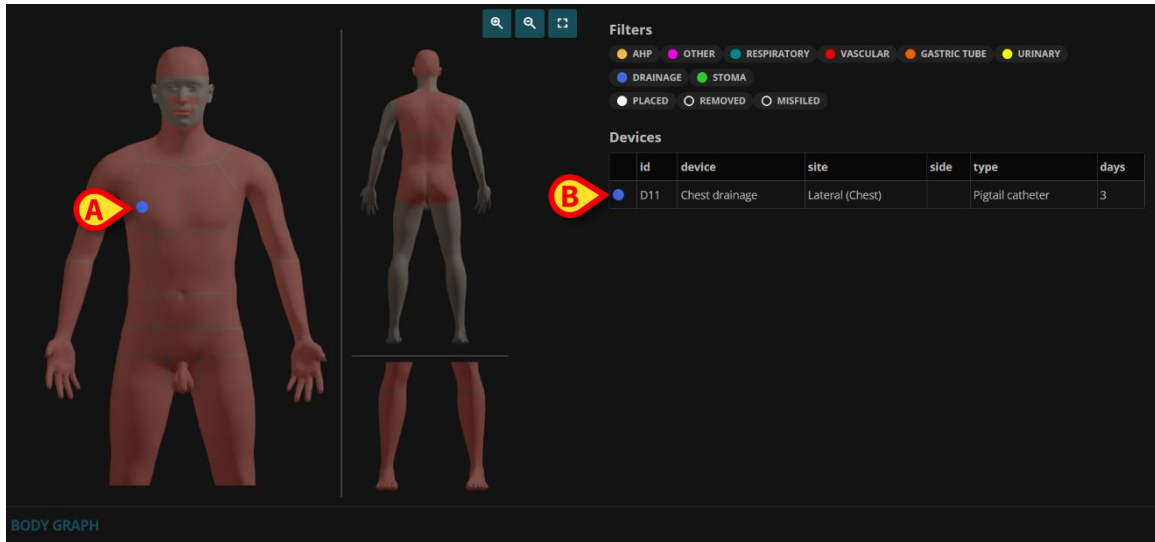 Filters
AHP OTHER RESPIRATORY VASCULAR GASTRIC TUBE URINARY
DRAINAGE STOMA
PLACED REMOVED MISFILED
Devices
id device site side type days
A
B
D11 Chest drainage Lateral (Chest) Pigtail catheter 3
BODY GRAPH